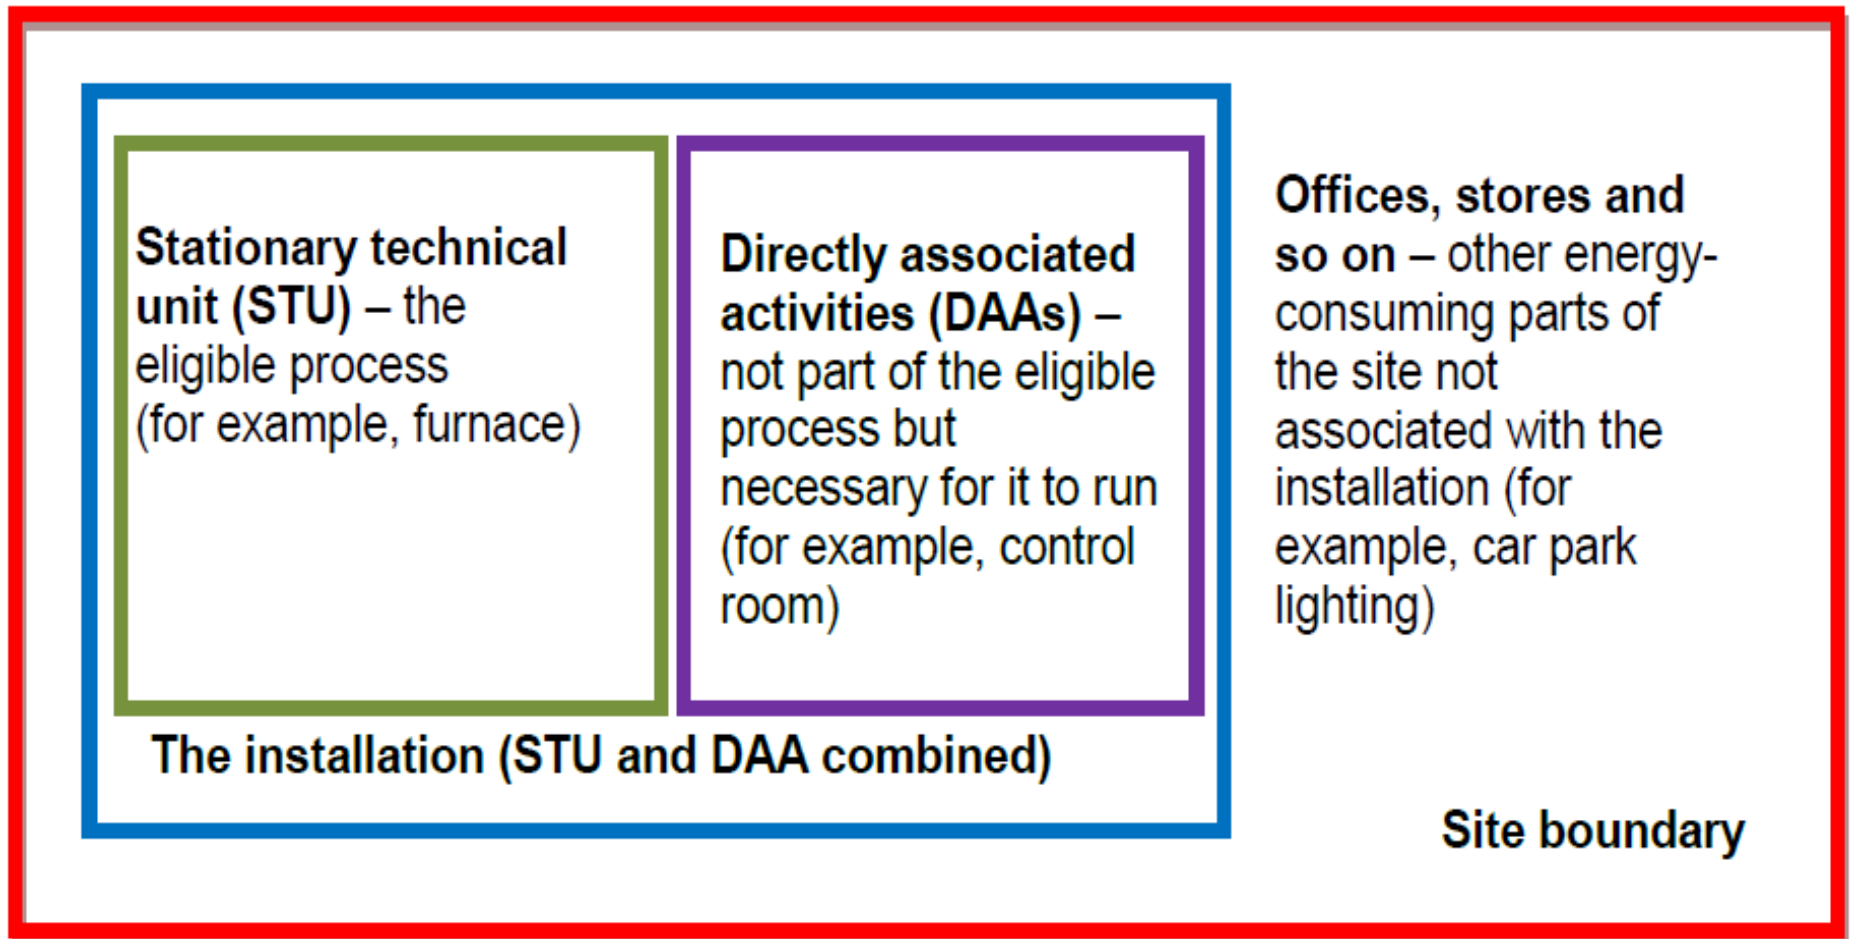 Stationary technical
unit (STU) – the
eligible process
(for example, furnace)
Directly associated
activities (DAAs) –
not part of the eligible
process but
necessary for it to run
(for example, control
room)
The installation (STU and DAA combined)
Offices, stores and
so on – other energy-
consuming parts of
the site not
associated with the
installation (for
example, car park
lighting)
Site boundary